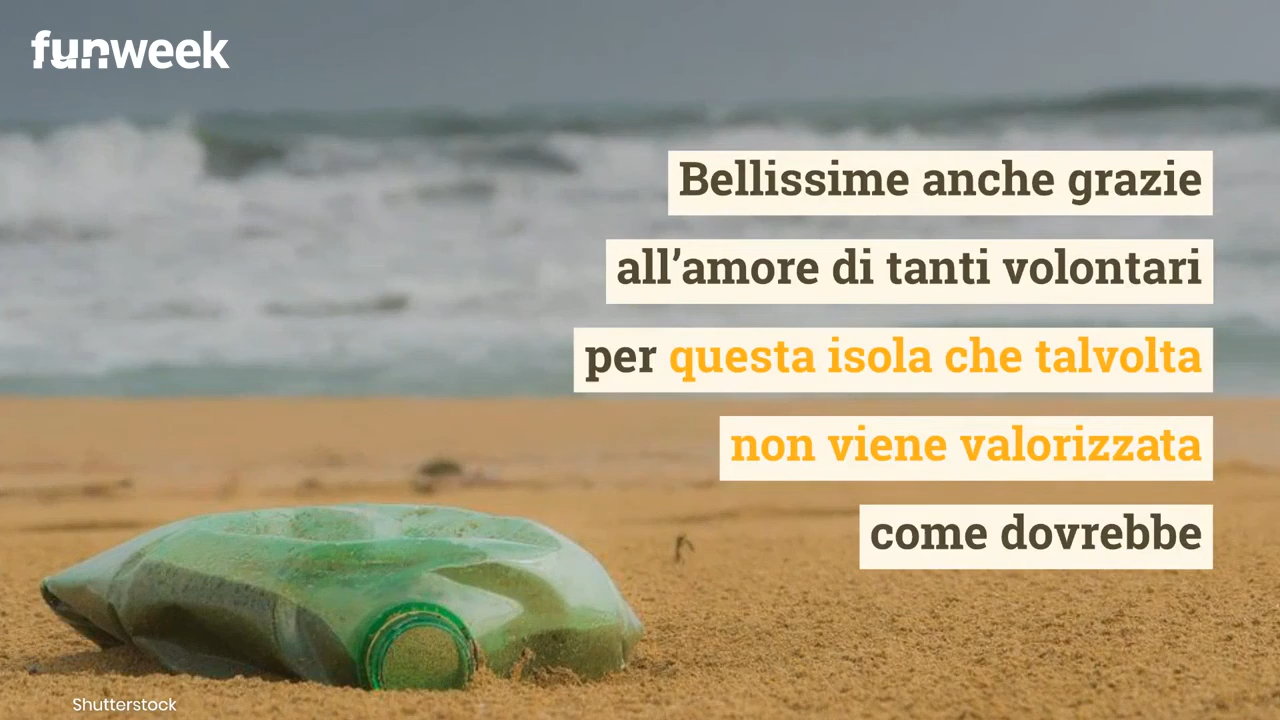 funweek
Bellissime anche grazie
all’amore di tanti volontari
per questa isola che talvolta
non viene valorizzata
come dovrebbe
Shutterstock